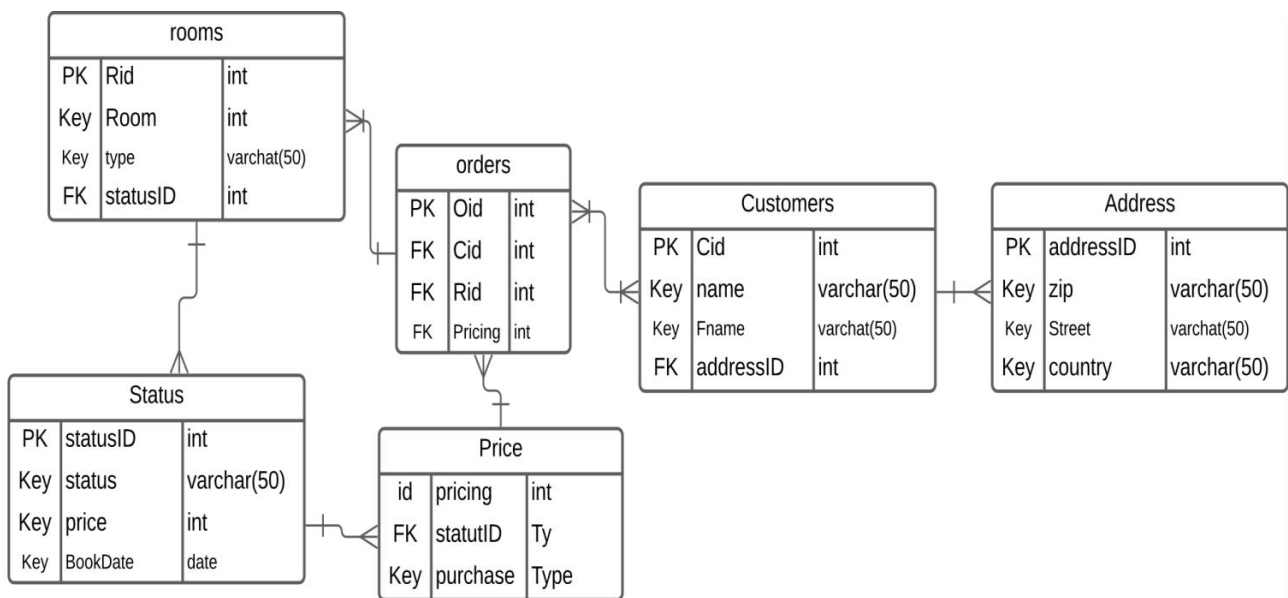 rooms
PK Rid int
Key Room int
Key type varchat(50)
FK statusID int
orders
PK Oid int
FK Cid int
FK Rid int
FK Pricing int
Customers
PK Cid int
Key name varchar(50)
Key Fname varchat(50)
FK addressID int
Address
PK addressID int
Key zip varchar(50)
Key Street varchat(50)
Key country varchar(50)
Status
PK statusID int
Key status varchar(50)
Key price int
Key BookDate date
Price
id pricing int
FK statutID Ty
Key purchase Type